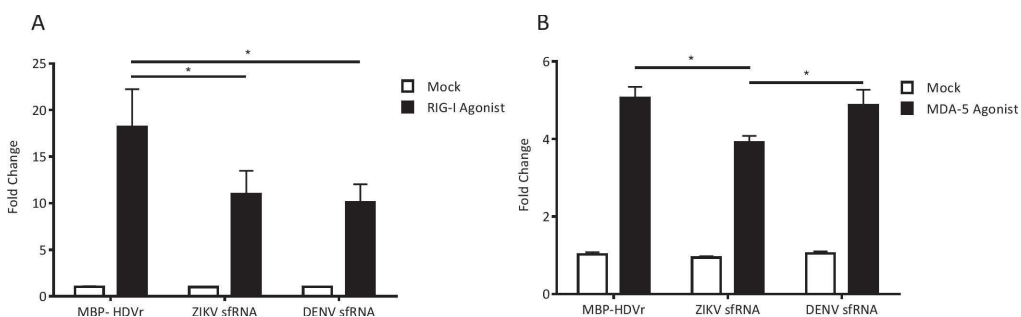 A
25
20
15
10
5
0
Fold Change
*
*
Mock
RIG-I Agonist
MBP- HDVr
ZIKV sfRNA
DENV sfRNA
B
6
4
2
0
Fold Change
*
*
Mock
MDA-5 Agonist
MBP-HDVr
ZIKV sfRNA
DENV sfRNA